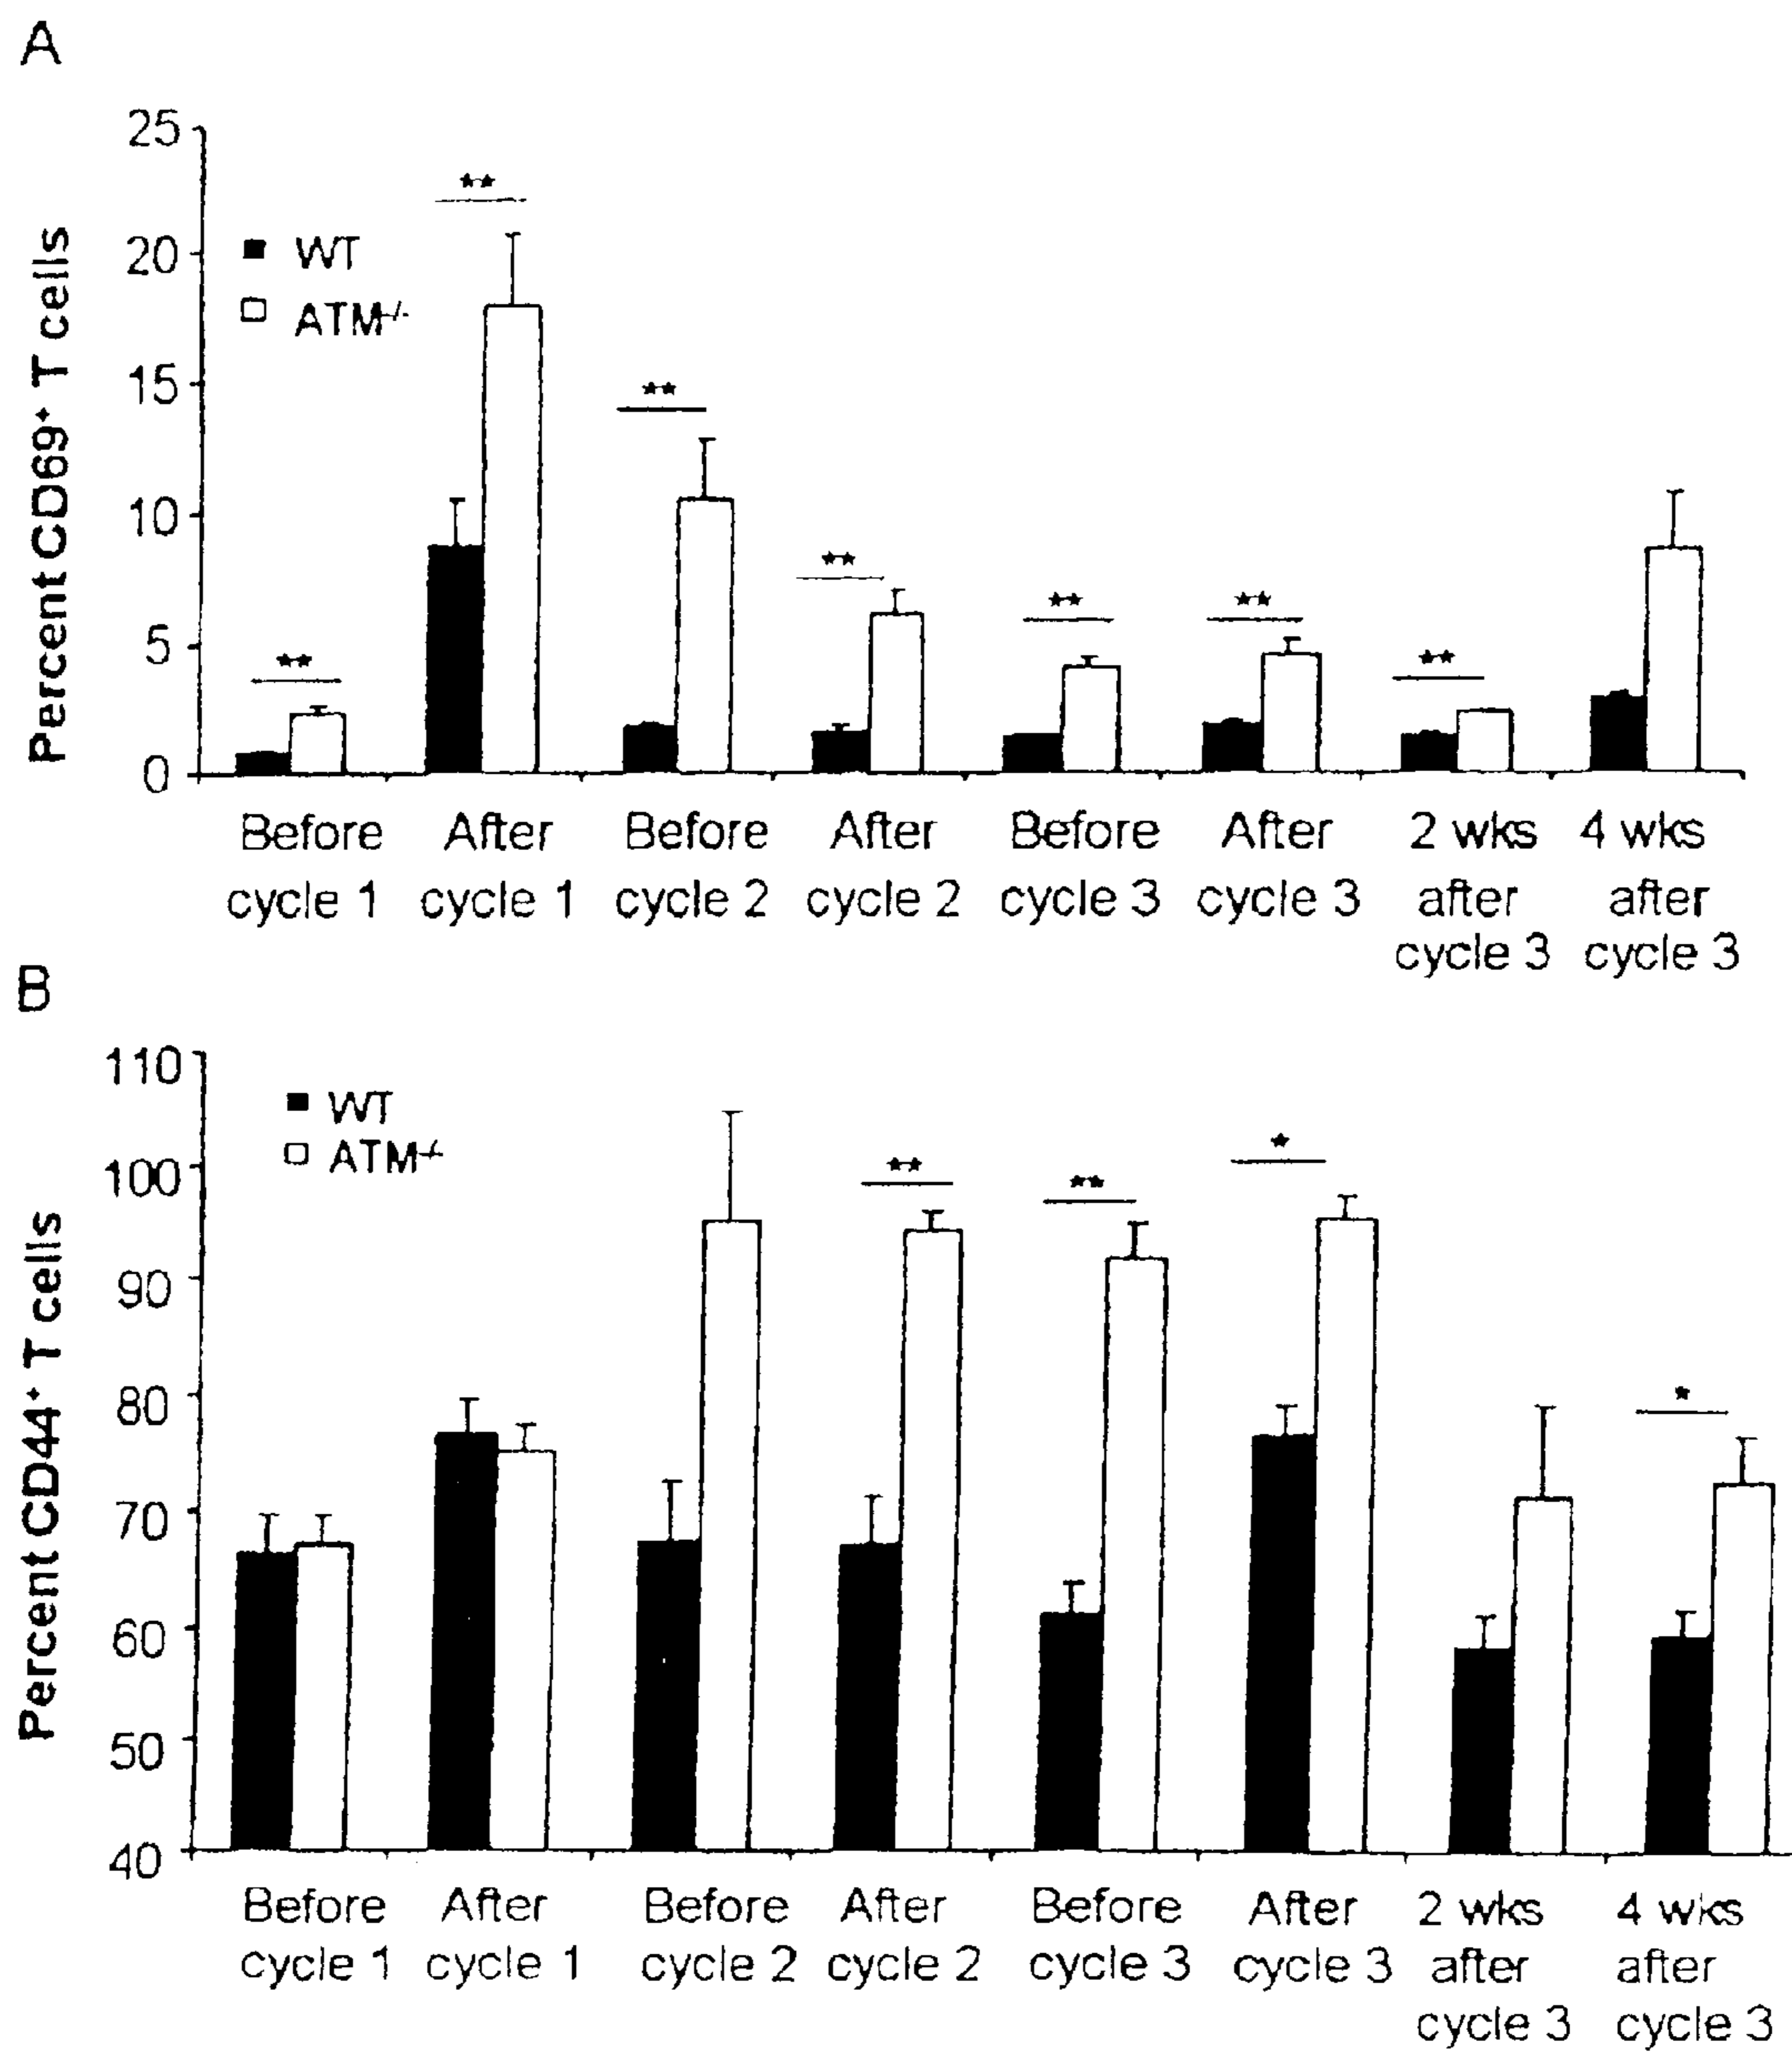 A
Percent CD69⁺ T cells
25
20
15
10
5
0
WT
ATM⁻/⁻
**
**
**
**
**
**
**
Before cycle 1
After cycle 1
Before cycle 2
After cycle 2
Before cycle 3
After cycle 3
2 wks after cycle 3
4 wks after cycle 3
B
Percent CD44⁺ T cells
110
100
90
80
70
60
50
40
WT
ATM⁻/⁻
**
**
*
*
Before cycle 1
After cycle 1
Before cycle 2
After cycle 2
Before cycle 3
After cycle 3
2 wks after cycle 3
4 wks after cycle 3